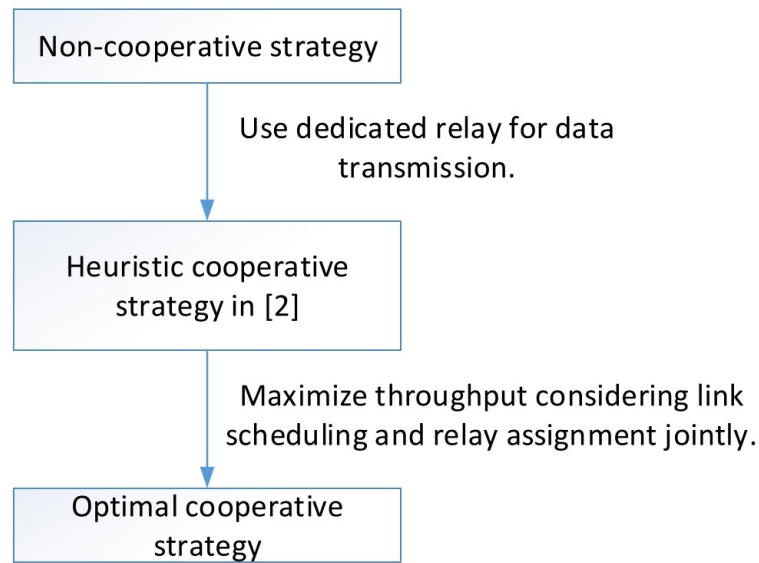 Non-cooperative strategy
Use dedicated relay for data
transmission.
Heuristic cooperative
strategy in [2]
Maximize throughput considering link
scheduling and relay assignment jointly.
Optimal cooperative
strategy